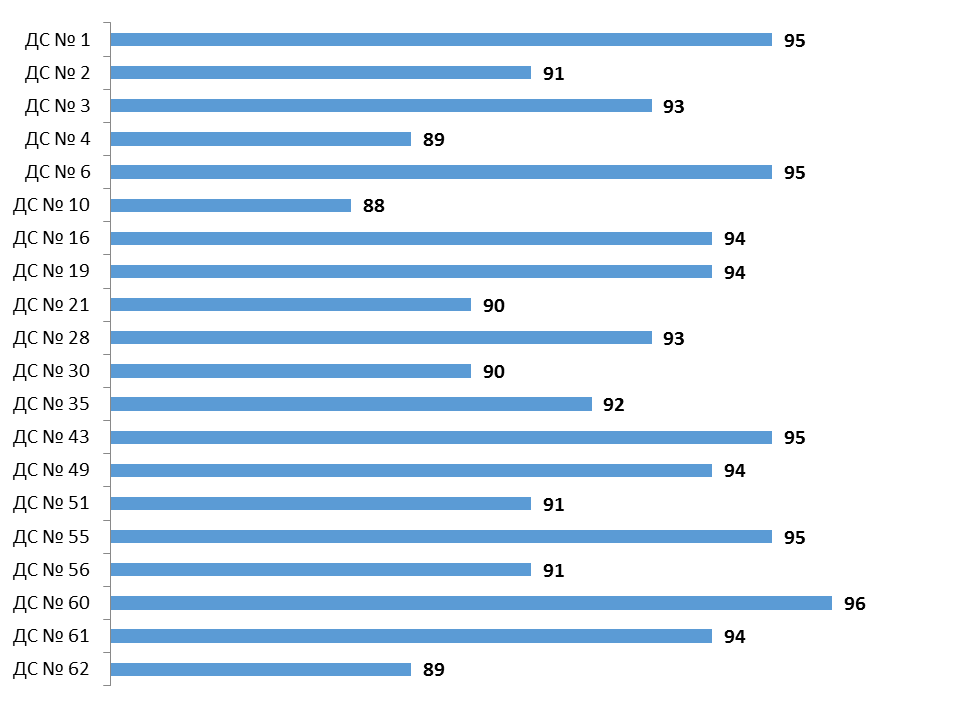 ДС № 1 95
ДС № 2 91
ДС № 3 93
ДС № 4 89
ДС № 6 95
ДС № 10 88
ДС № 16 94
ДС № 19 94
ДС № 21 90
ДС № 28 93
ДС № 30 90
ДС № 35 92
ДС № 43 95
ДС № 49 94
ДС № 51 91
ДС № 55 95
ДС № 56 91
ДС № 60 96
ДС № 61 94
ДС № 62 89